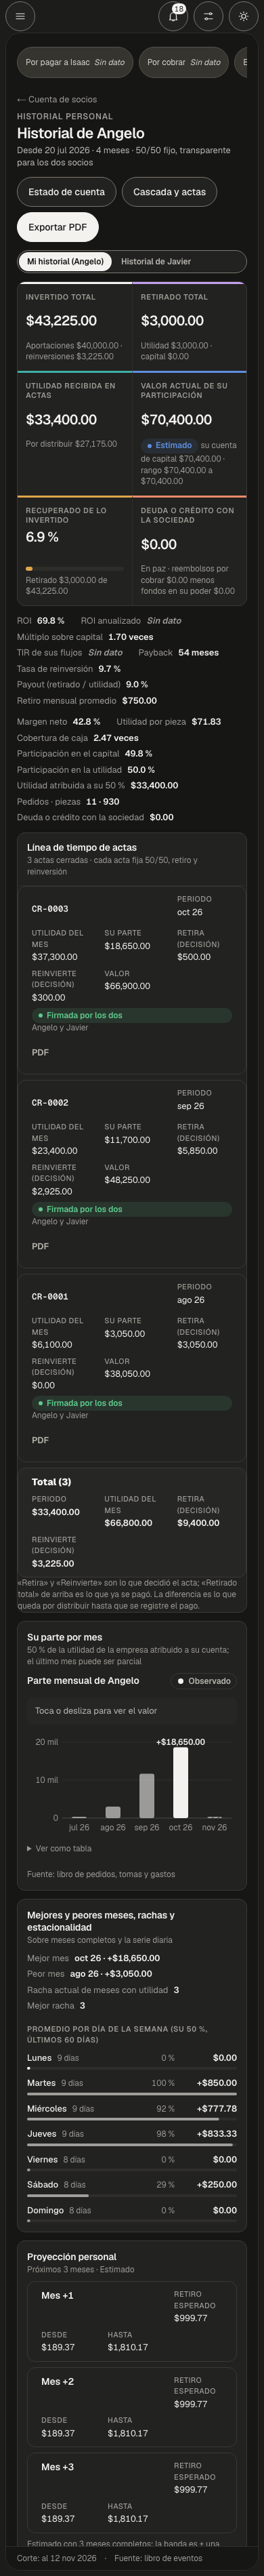 18
Por pagar a Isaac Sin dato
Por cobrar Sin dato
← Cuenta de socios
HISTORIAL PERSONAL
Historial de Angelo
Desde 20 jul 2026 · 4 meses · 50/50 fijo, transparente
para los dos socios
Estado de cuenta
Cascada y actas
Exportar PDF
Mi historial (Angelo)
Historial de Javier
INVERTIDO TOTAL
$43,225.00
Aportaciones $40,000.00 ·
reinversiones $3,225.00
RETIRADO TOTAL
$3,000.00
Utilidad $3,000.00 ·
capital $0.00
UTILIDAD RECIBIDA EN
ACTAS
$33,400.00
Por distribuir $27,175.00
VALOR ACTUAL DE SU
PARTICIPACIÓN
$70,400.00
Estimado su cuenta
de capital $70,400.00 ·
rango $70,400.00 a
$70,400.00
RECUPERADO DE LO
INVERTIDO
6.9 %
Retirado $3,000.00 de
$43,225.00
DEUDA O CRÉDITO CON
LA SOCIEDAD
$0.00
En paz · reembolsos por
cobrar $0.00 menos
fondos en su poder $0.00
ROI 69.8 % ROI anualizado Sin dato
Múltiplo sobre capital 1.70 veces
TIR de sus flujos Sin dato Payback 54 meses
Tasa de reinversión 9.7 %
Payout (retirado / utilidad) 9.0 %
Retiro mensual promedio $750.00
Margen neto 42.8 % Utilidad por pieza $71.83
Cobertura de caja 2.47 veces
Participación en el capital 49.8 %
Participación en la utilidad 50.0 %
Utilidad atribuida a su 50 % $33,400.00
Pedidos · piezas 11 · 930
Deuda o crédito con la sociedad $0.00
Línea de tiempo de actas
3 actas cerradas · cada acta fija 50/50, retiro y
reinversión
CR-0003
PERIODO
oct 26
UTILIDAD DEL
MES
$37,300.00
SU PARTE
$18,650.00
RETIRA
(DECISIÓN)
$500.00
REINVIERTE
(DECISIÓN)
$300.00
VALOR
$66,900.00
Firmada por los dos
Angelo y Javier
PDF
CR-0002
PERIODO
sep 26
UTILIDAD DEL
MES
$23,400.00
SU PARTE
$11,700.00
RETIRA
(DECISIÓN)
$5,850.00
REINVIERTE
(DECISIÓN)
$2,925.00
VALOR
$48,250.00
Firmada por los dos
Angelo y Javier
PDF
CR-0001
PERIODO
ago 26
UTILIDAD DEL
MES
$6,100.00
SU PARTE
$3,050.00
RETIRA
(DECISIÓN)
$3,050.00
REINVIERTE
(DECISIÓN)
$0.00
VALOR
$38,050.00
Firmada por los dos
Angelo y Javier
PDF
Total (3)
PERIODO
$33,400.00
UTILIDAD DEL
MES
$66,800.00
RETIRA
(DECISIÓN)
$9,400.00
REINVIERTE
(DECISIÓN)
$3,225.00
«Retira» y «Reinvierte» son lo que decidió el acta; «Retirado
total» de arriba es lo que ya se pagó. La diferencia es lo que
queda por distribuir hasta que se registre el pago.
Su parte por mes
50 % de la utilidad de la empresa atribuido a su cuenta;
el último mes puede ser parcial
Parte mensual de Angelo
Observado
Toca o desliza para ver el valor
+$18,650.00
20 mil
10 mil
0
jul 26 ago 26 sep 26 oct 26 nov 26
Ver como tabla
Fuente: libro de pedidos, tomas y gastos
Mejores y peores meses, rachas y
estacionalidad
Sobre meses completos y la serie diaria
Mejor mes oct 26 · +$18,650.00
Peor mes ago 26 · +$3,050.00
Racha actual de meses con utilidad 3
Mejor racha 3
PROMEDIO POR DÍA DE LA SEMANA (SU 50 %,
ÚLTIMOS 60 DÍAS)
Lunes 9 días 0 % $0.00
Martes 9 días 100 % +$850.00
Miércoles 9 días 92 % +$777.78
Jueves 9 días 98 % +$833.33
Viernes 8 días 0 % $0.00
Sábado 8 días 29 % +$250.00
Domingo 8 días 0 % $0.00
Proyección personal
Próximos 3 meses · Estimado
Mes +1
RETIRO
ESPERADO
$999.77
DESDE
$189.37
HASTA
$1,810.17
Mes +2
RETIRO
ESPERADO
$999.77
DESDE
$189.37
HASTA
$1,810.17
Mes +3
RETIRO
ESPERADO
$999.77
DESDE
$189.37
HASTA
$1,810.17
Estimado con 3 meses completos: la banda es ± una
Corte: al 12 nov 2026 · Fuente: libro de eventos